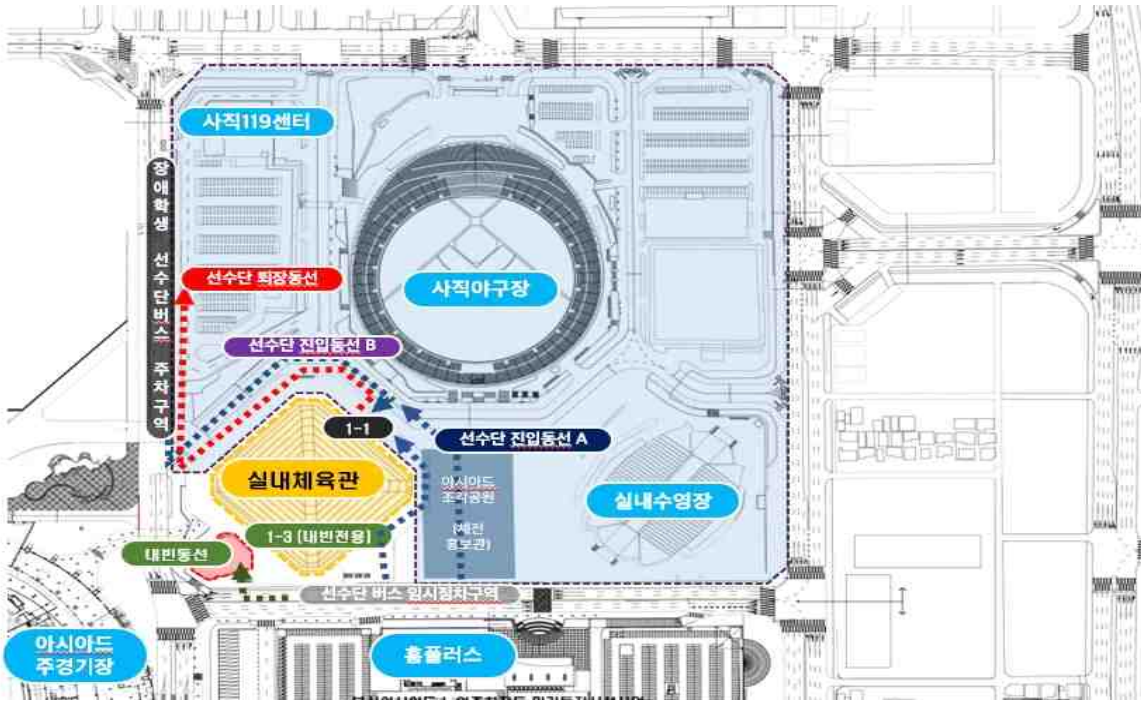 사직119센터
장애학생 선수단버스 주차구역
선수단 퇴장동선
사직야구장
선수단 진입동선 B
1-1
선수단 진입동선 A
실내체육관
아시아드
조각공원
(체전
홍보관)
실내수영장
1-3 (내빈전용)
내빈동선
선수단 버스 임시정차구역
아시아드
주경기장
홈플러스